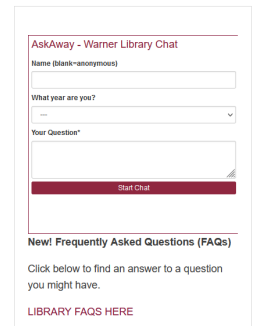 AskAway - Warner Library Chat
Name (blank=anonymous)
What year are you?
---
Your Question*
Start Chat
New! Frequently Asked Questions (FAQs)
Click below to find an answer to a question
you might have.
LIBRARY FAQS HERE